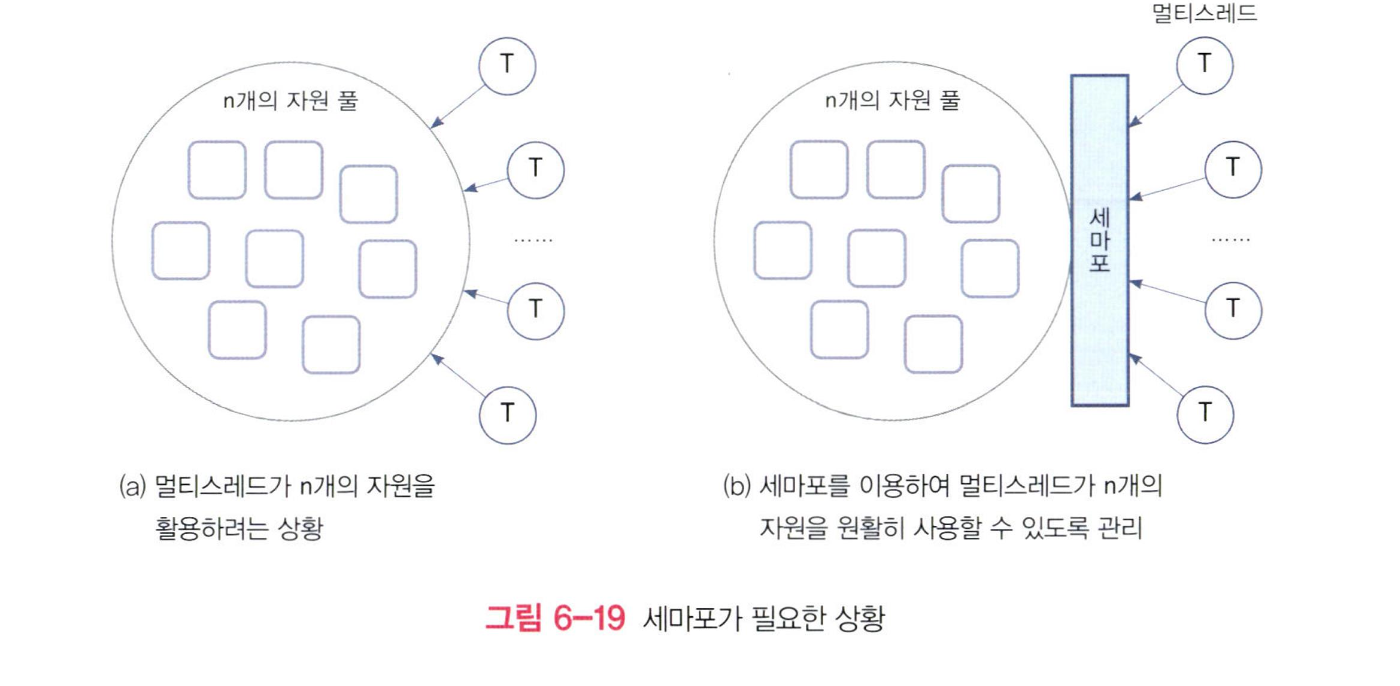 멀티스레드
n개의 자원 풀
T
T
......
T
T
n개의 자원 풀
세마포
T
T
......
T
T
(a) 멀티스레드가 n개의 자원을
활용하려는 상황
(b) 세마포를 이용하여 멀티스레드가 n개의
자원을 원활히 사용할 수 있도록 관리
그림 6-19 세마포가 필요한 상황